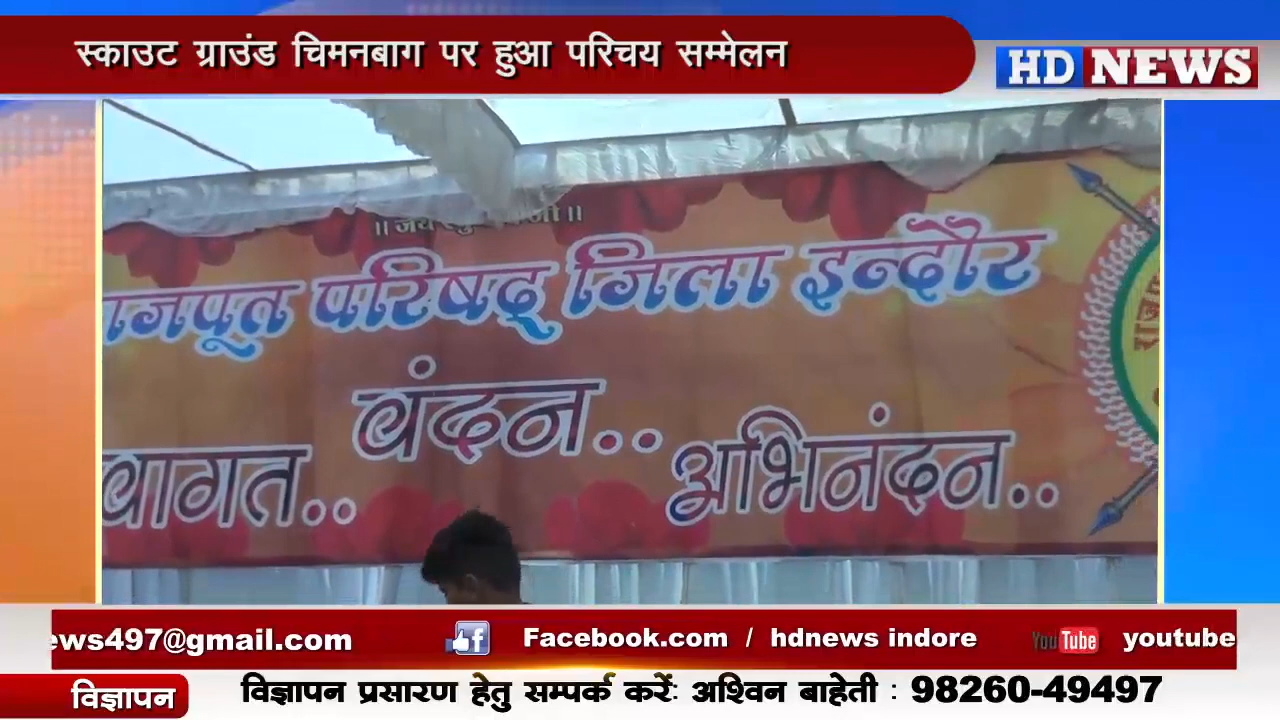 स्काउट ग्राउंड चिमनबाग पर हुआ परिचय सम्मेलन
HD NEWS
॥ जय
परिषद् जिला इन्दौर
वंदन..
अभिनंदन..
ews497@gmail.com Facebook.com / hdnews indore YouTube youtube
विज्ञापन विज्ञापन प्रसारण हेतु सम्पर्क करें: अश्विन बाहेती : 98260-49497